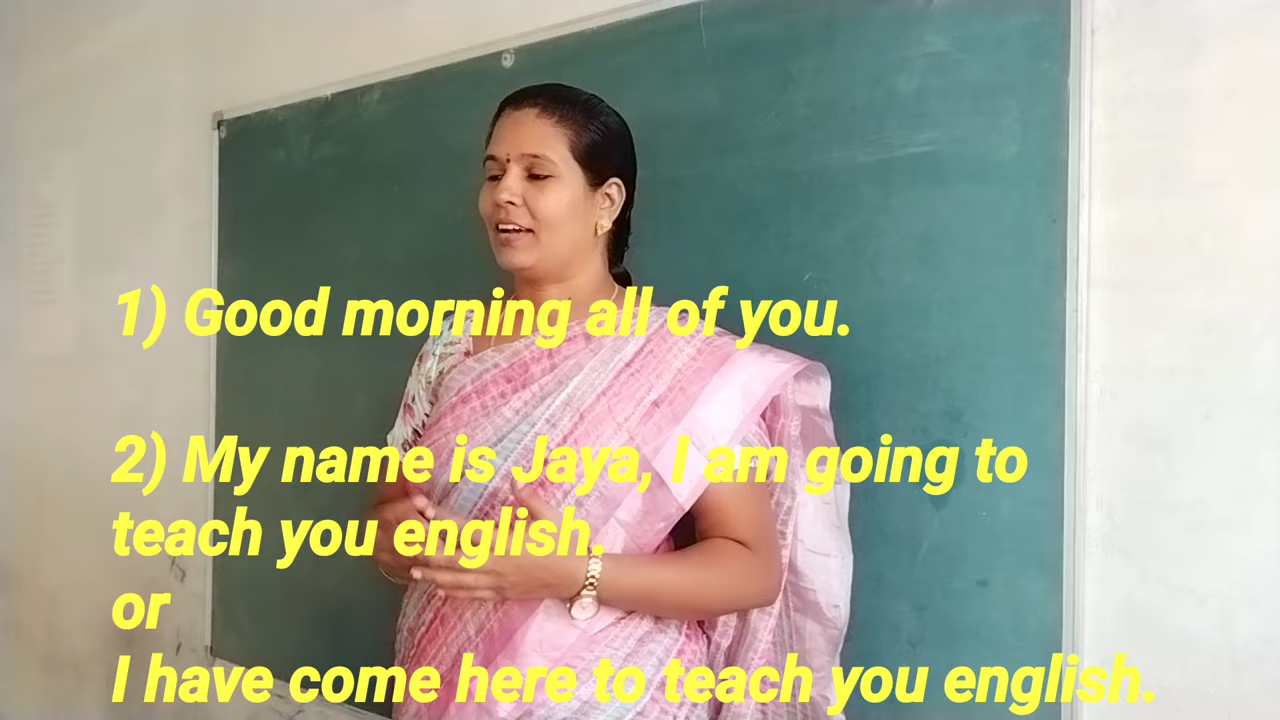 1) Good morning all of you.
2) My name is Jaya, I am going to
teach you english.
or
I have come here to teach you english.